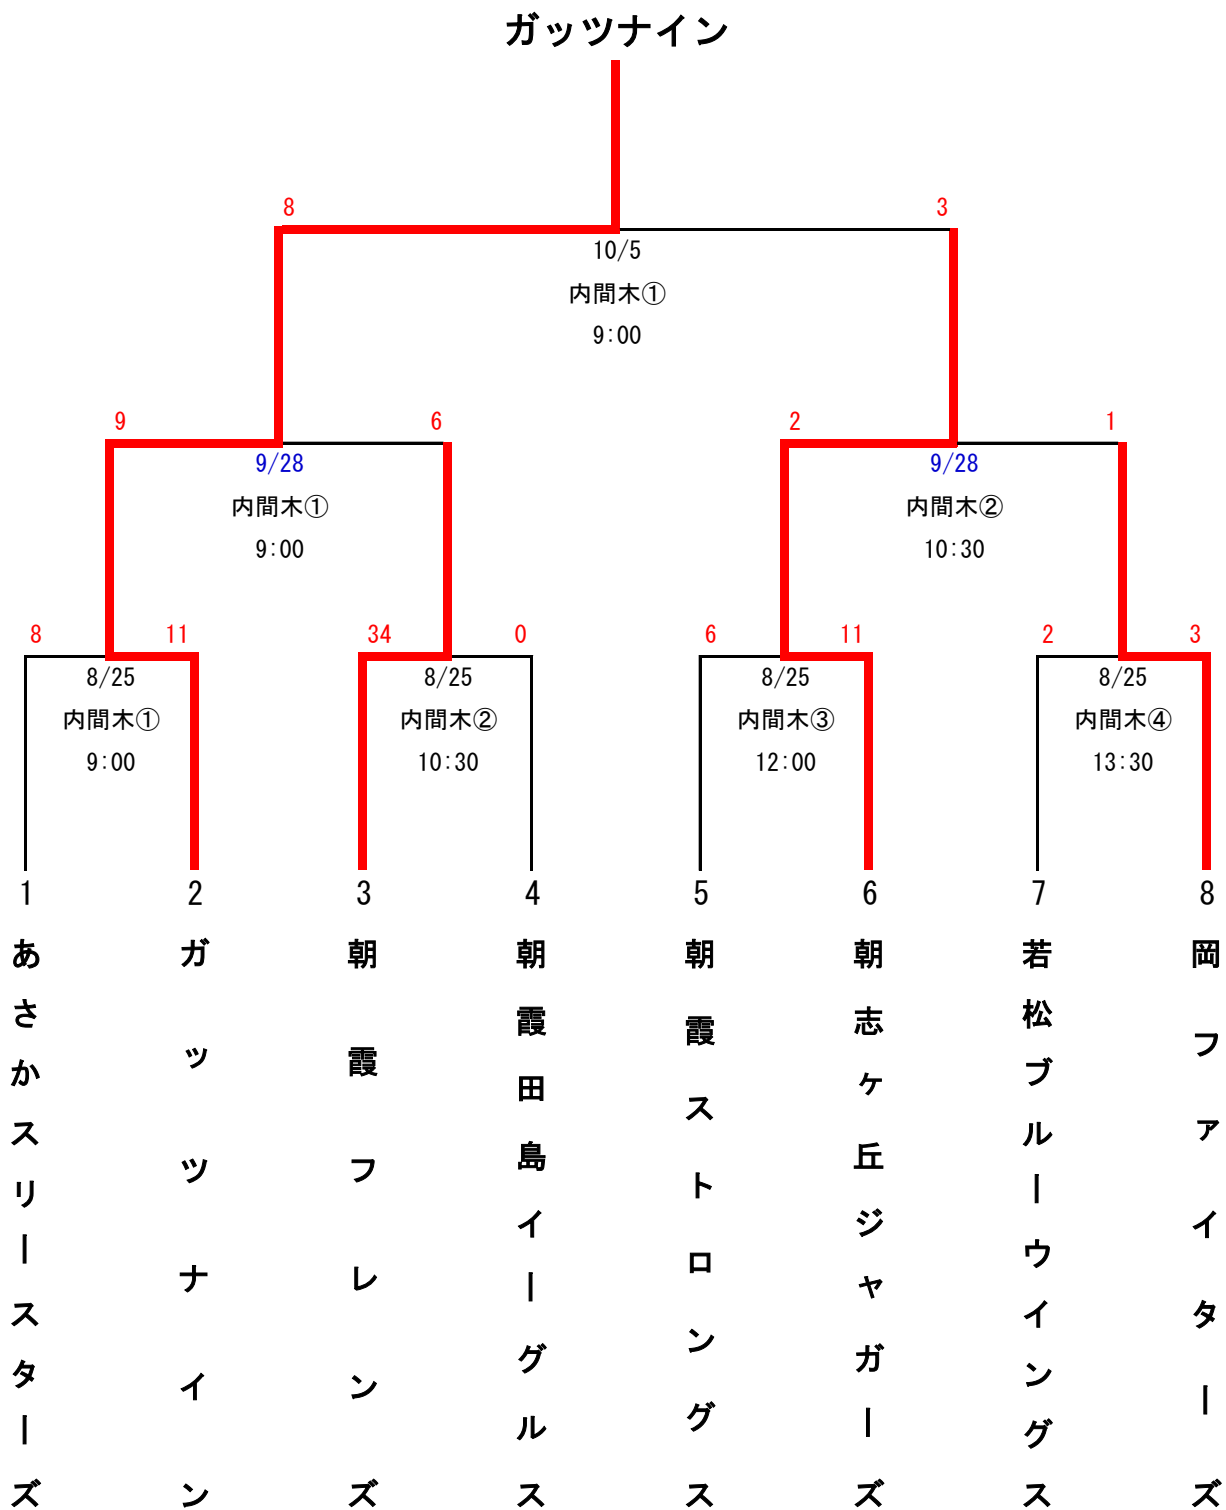 ガッツナイン
8 3
10/5
内間木①
9:00
9 6 2 1
9/28 9/28
内間木① 内間木②
9:00 10:30
8 11 34 0 6 11 2 3
8/25 8/25 8/25 8/25
内間木① 内間木② 内間木③ 内間木④
9:00 10:30 12:00 13:30
1 2 3 4 5 6 7 8
あさかスリースターズ
ガッツナイン
朝霞フレンズ
朝霞田島イーグルス
朝霞ストロングス
朝志ヶ丘ジャガーズ
若松ブルーウイングス
岡ファイターズ